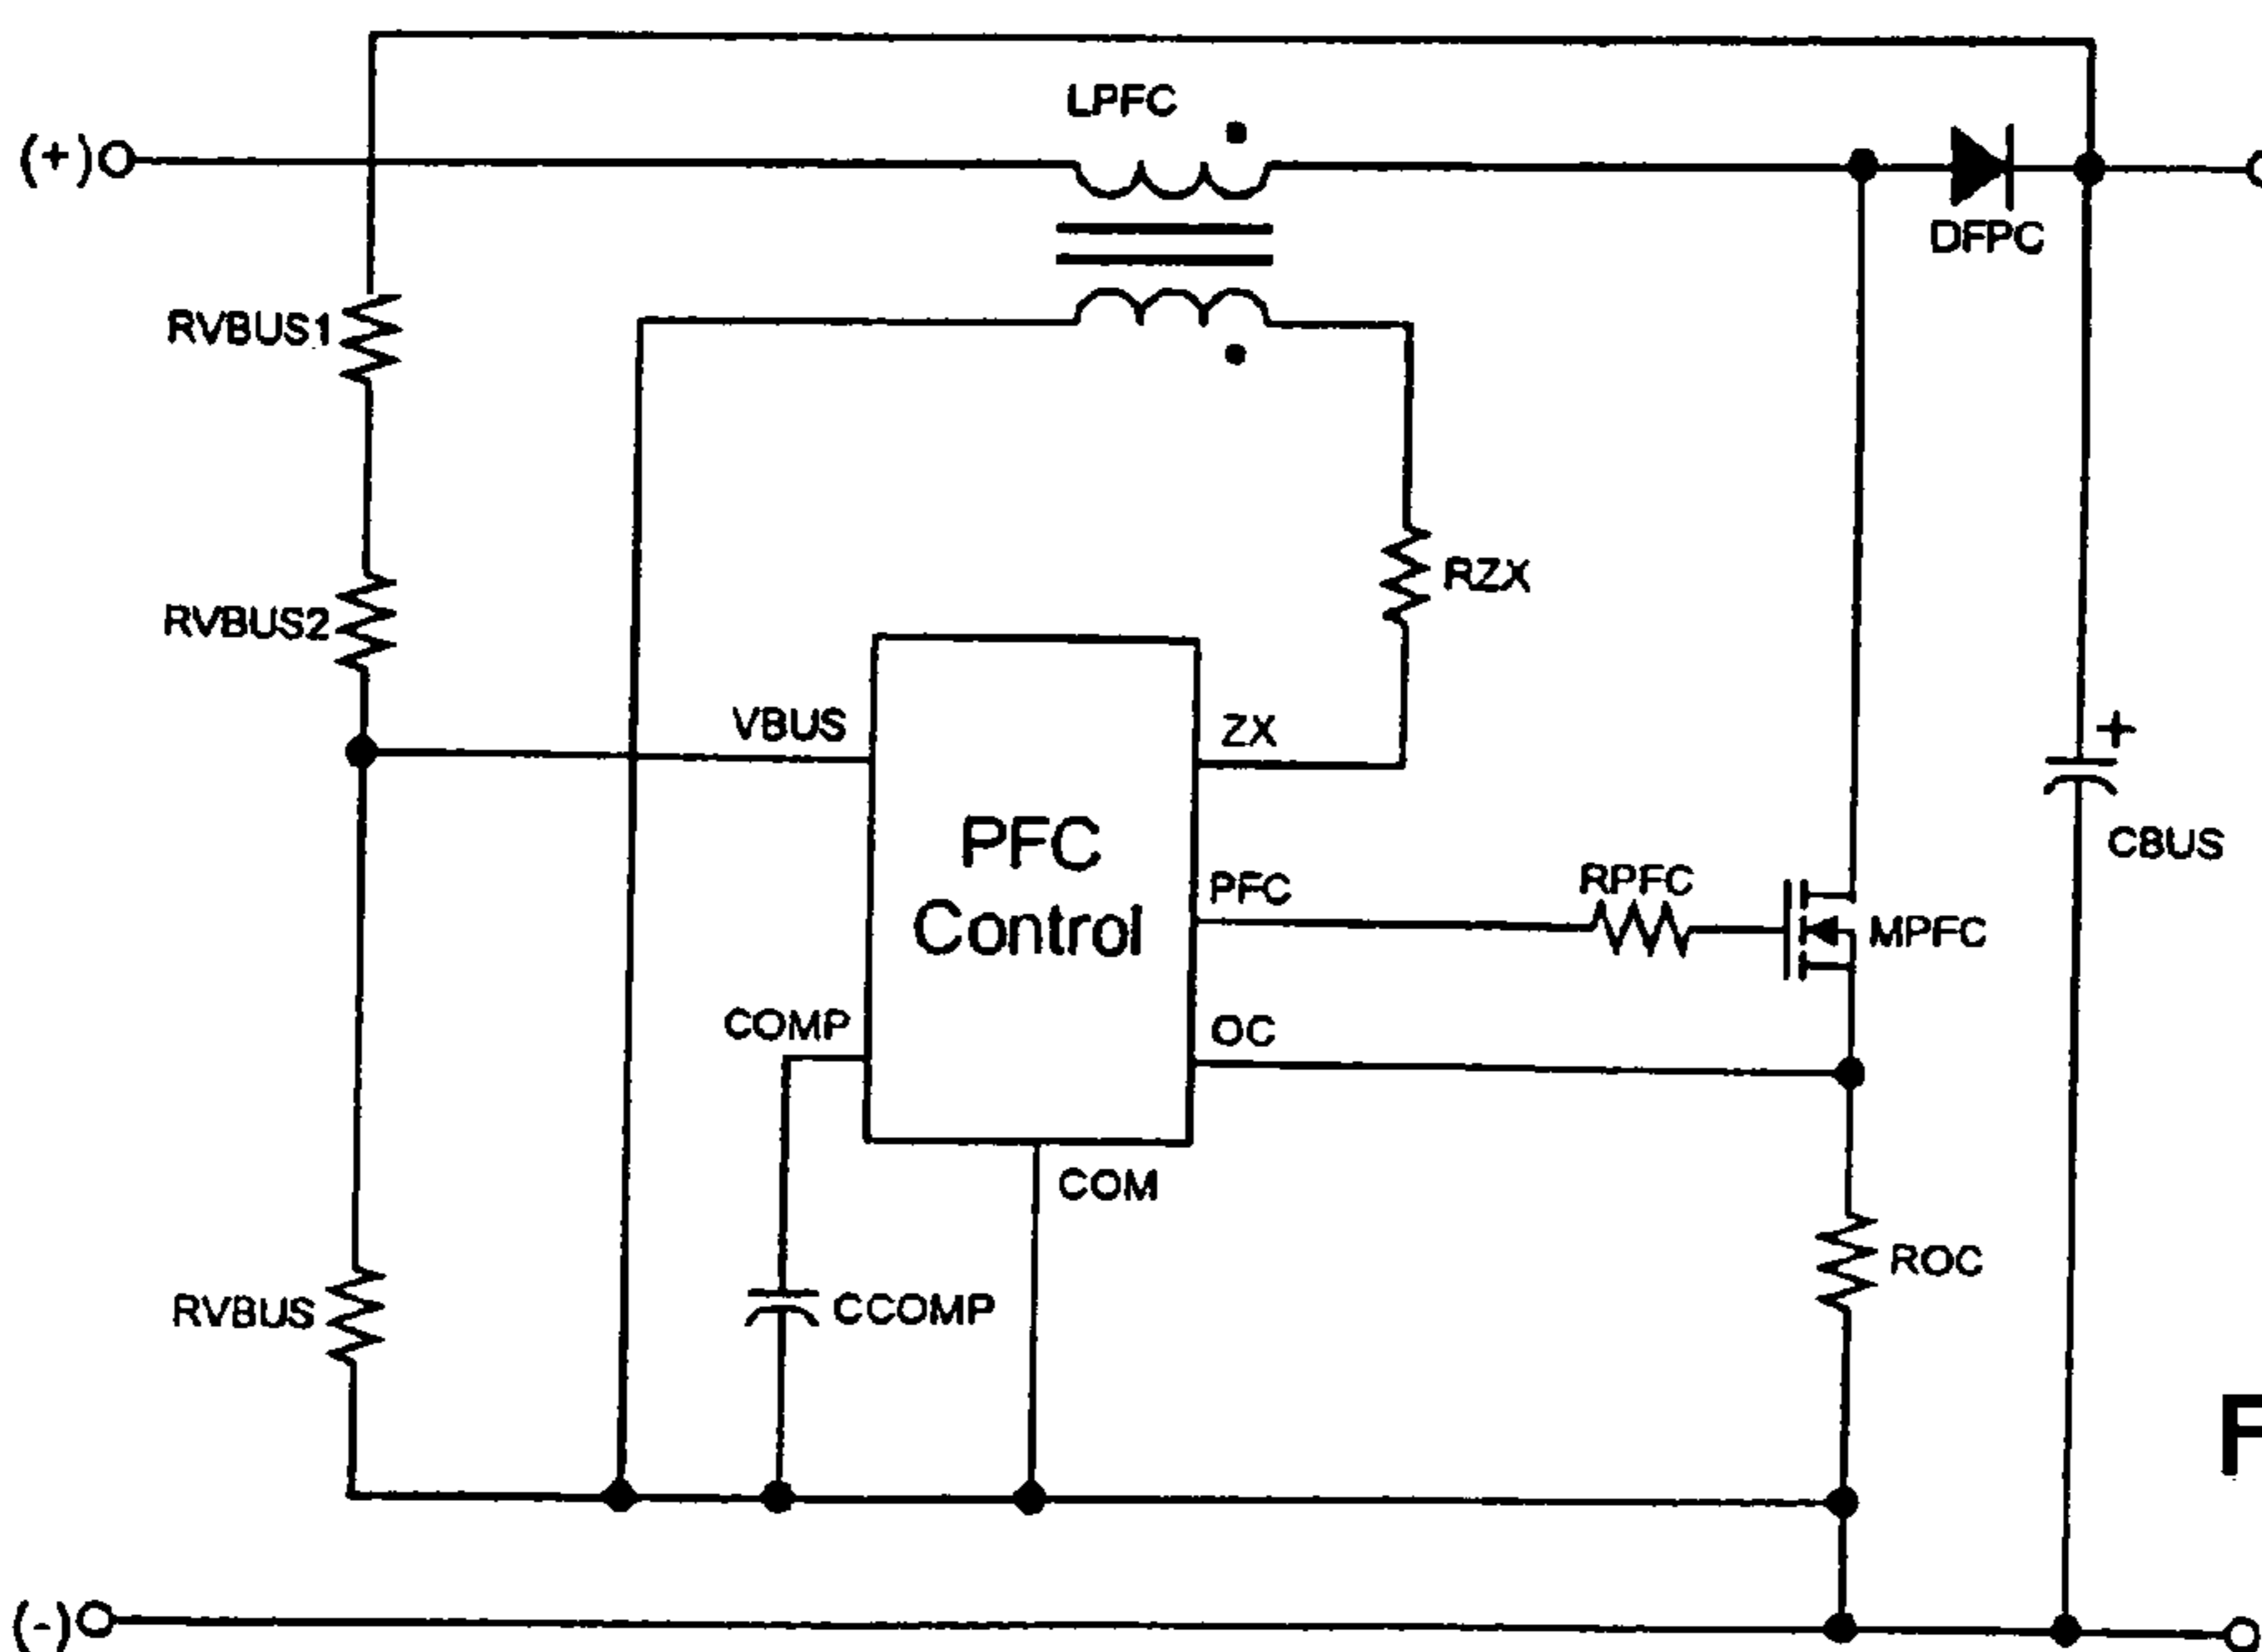 LPFC
(+)
DFPC
RVBUS1
RZX
RVBUS2
VBUS
ZX
+
PFC
Control
CBUS
PFC
RPFC
MPFC
COMP
OC
COM
ROC
RVBUS
CCOMP
F
(-)